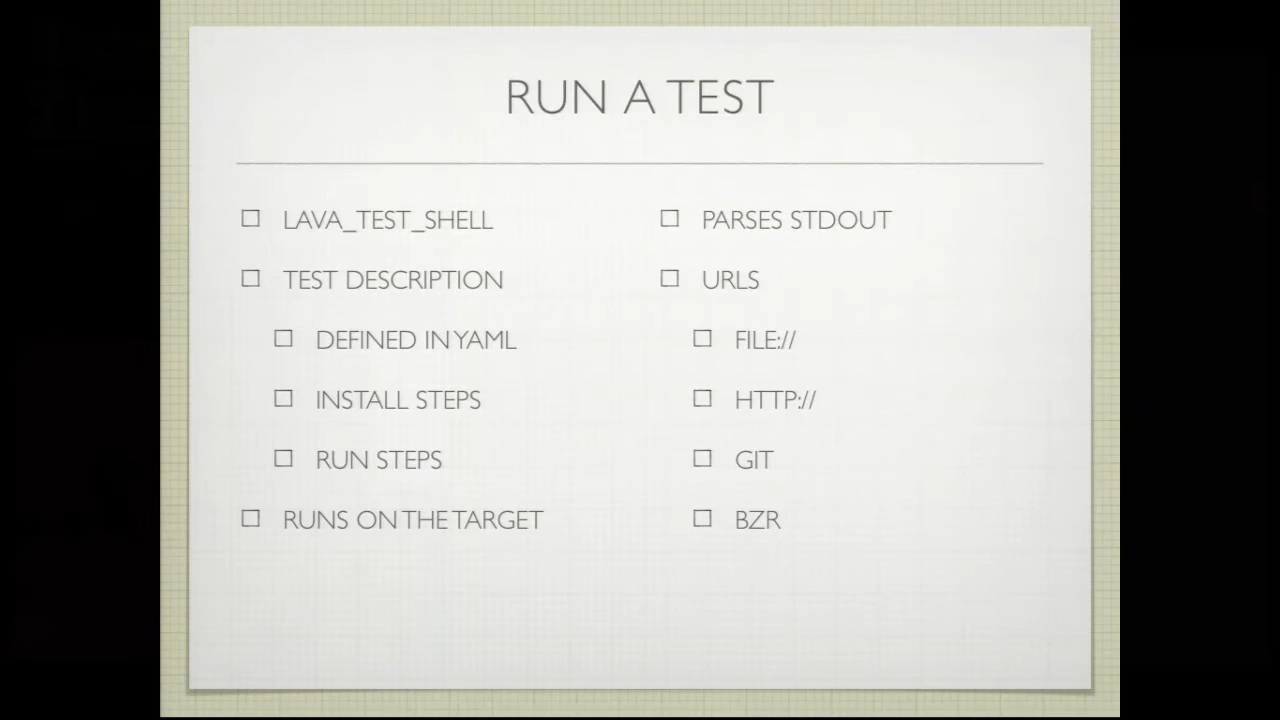 RUN A TEST
LAVA_TEST_SHELL
TEST DESCRIPTION
DEFINED IN YAML
INSTALL STEPS
RUN STEPS
RUNS ON THE TARGET
PARSES STDOUT
URLS
FILE://
HTTP://
GIT
BZR